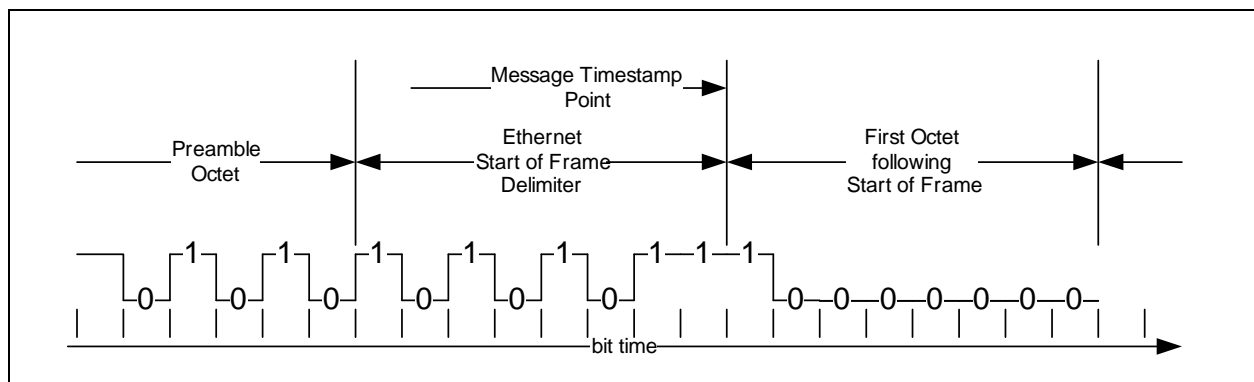 Message Timestamp
Point
Preamble
Octet
Ethernet
Start of Frame
Delimiter
First Octet
following
Start of Frame
0 1 0 1 0 1 0 1 0 1 0 1 1 1 0 0 0 0 0 0 0
bit time